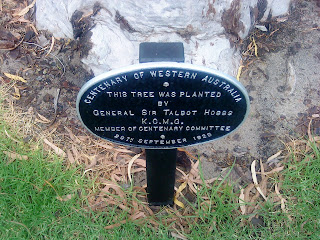 CENTENARY OF WESTERN AUSTRALIA
THIS TREE WAS PLANTED
BY
GENERAL SIR TALBOT HOBBS
K.C.M.G.
MEMBER OF CENTENARY COMMITTEE
20TH SEPTEMBER 1929